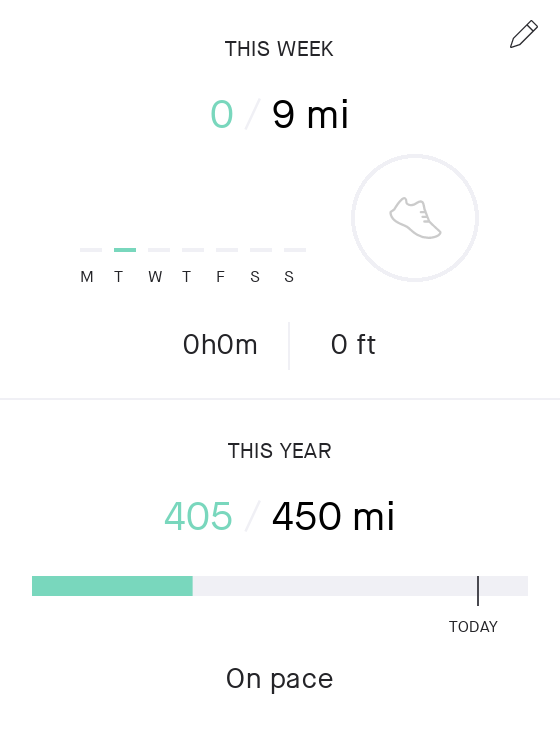 THIS WEEK
0 / 9 mi
M T W T F S S
0h0m | 0 ft
THIS YEAR
405 / 450 mi
TODAY
On pace